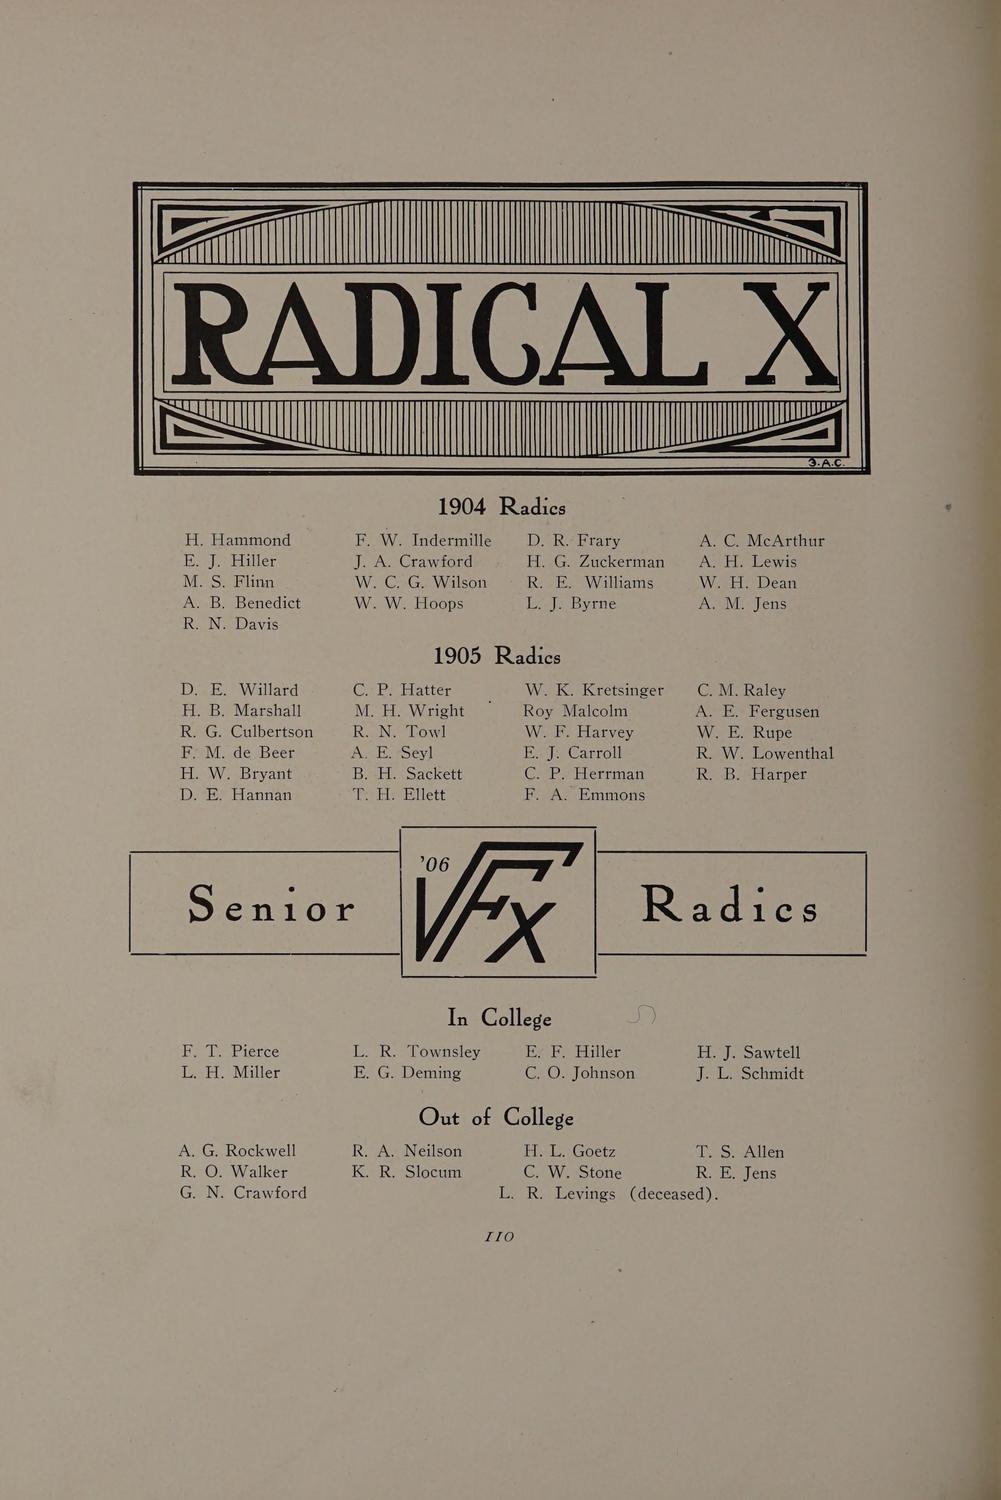 RADICAL X
J.A.C.
1904 Radics
H. Hammond F. W. Indermille D. R. Frary A. C. McArthur
E. J. Hiller J. A. Crawford H. G. Zuckerman A. H. Lewis
M. S. Flinn W. C. G. Wilson R. E. Williams W. H. Dean
A. B. Benedict W. W. Hoops L. J. Byrne A. M. Jens
R. N. Davis
1905 Radics
D. E. Willard C. P. Hatter W. K. Kretsinger C. M. Raley
H. B. Marshall M. H. Wright Roy Malcolm A. E. Fergusen
R. G. Culbertson R. N. Towl W. F. Harvey W. E. Rupe
F. M. de Beer A. E. Seyl E. J. Carroll R. W. Lowenthal
H. W. Bryant B. H. Sackett C. P. Herrman R. B. Harper
D. E. Hannan T. H. Ellett F. A. Emmons
Senior '06 VFX Radics
In College
F. T. Pierce L. R. Townsley E. F. Hiller H. J. Sawtell
L. H. Miller E. G. Deming C. O. Johnson J. L. Schmidt
Out of College
A. G. Rockwell R. A. Neilson H. L. Goetz T. S. Allen
R. O. Walker K. R. Slocum C. W. Stone R. E. Jens
G. N. Crawford L. R. Levings (deceased).
110